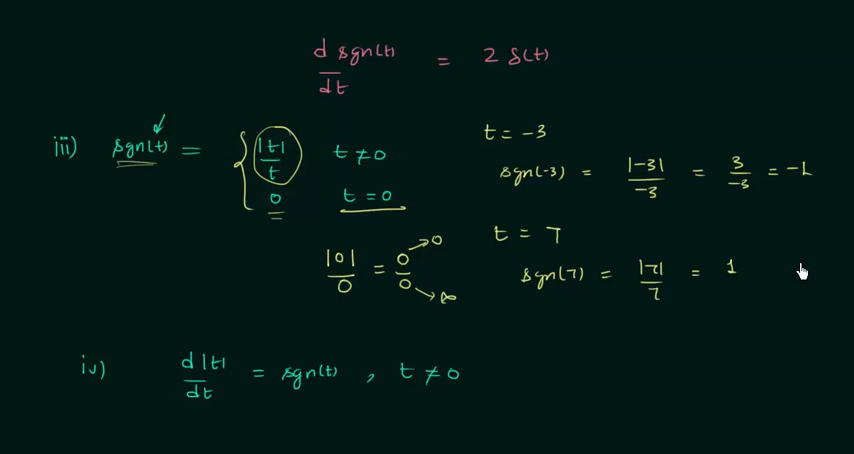 d sgn(t) / dt = 2 δ(t)
iii) sgn(t) = { |t| / t   t ≠ 0
0   t = 0
t = -3
sgn(-3) = |-3| / -3 = 3 / -3 = -1
|0| / 0 = 0 / 0 → 0 → ∞
t = 7
sgn(7) = |7| / 7 = 1
iv) d|t| / dt = sgn(t) , t ≠ 0